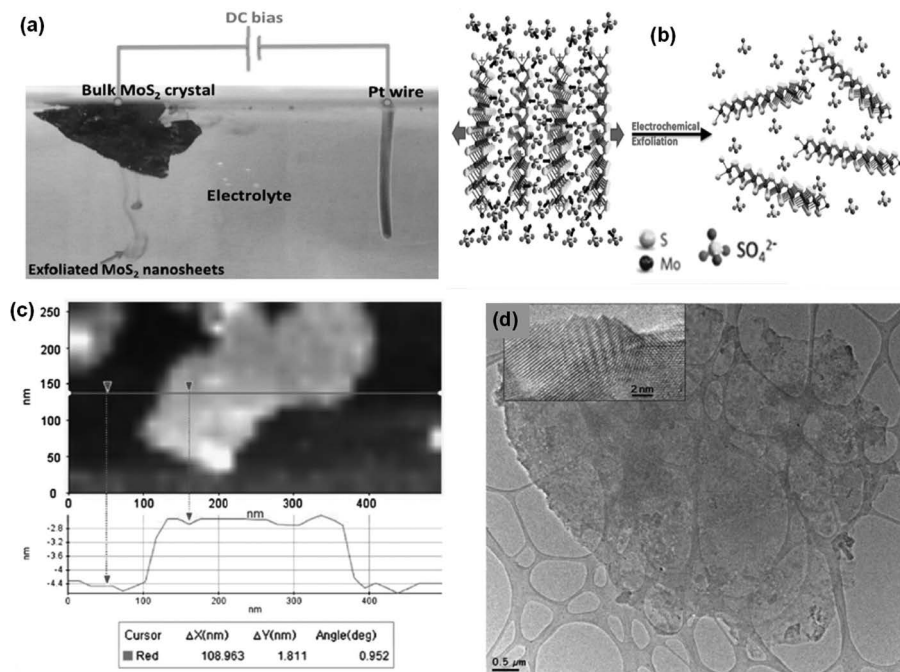 (a)
DC bias
Bulk MoS2 crystal
Pt wire
Electrolyte
Exfoliated MoS2 nanosheets
(b)
Electrochemical
Exfoliation
S
Mo
SO4^2-
(c)
250
200
150
100
50
0
nm
0 100 200 300 400
nm
-2.8
-3.2
-3.6
-4
-4.4
nm
0 100 200 300 400
nm
Cursor ΔX(nm) ΔY(nm) Angle(deg)
Red 108.963 1.811 0.952
(d)
2 nm
0.5 μm